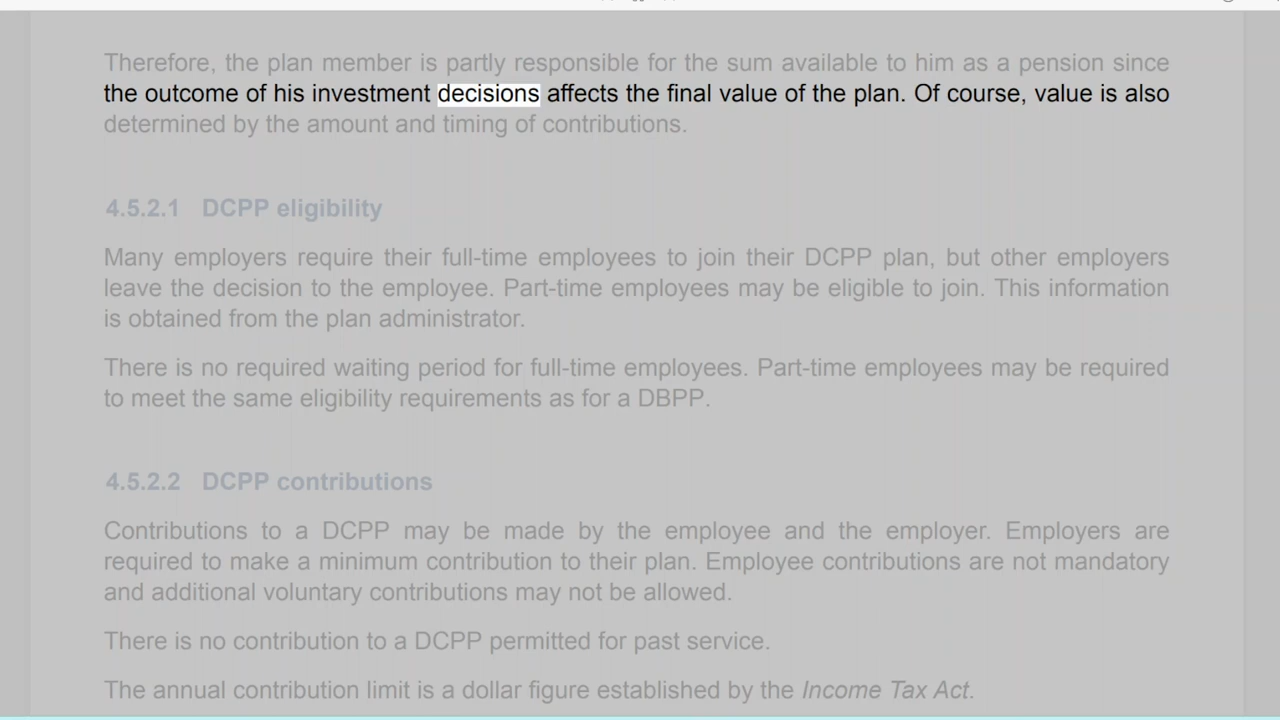 Therefore, the plan member is partly responsible for the sum available to him as a pension since
the outcome of his investment decisions affects the final value of the plan. Of course, value is also
determined by the amount and timing of contributions.
4.5.2.1 DCPP eligibility
Many employers require their full-time employees to join their DCPP plan, but other employers
leave the decision to the employee. Part-time employees may be eligible to join. This information
is obtained from the plan administrator.
There is no required waiting period for full-time employees. Part-time employees may be required
to meet the same eligibility requirements as for a DBPP.
4.5.2.2 DCPP contributions
Contributions to a DCPP may be made by the employee and the employer. Employers are
required to make a minimum contribution to their plan. Employee contributions are not mandatory
and additional voluntary contributions may not be allowed.
There is no contribution to a DCPP permitted for past service.
The annual contribution limit is a dollar figure established by the Income Tax Act.